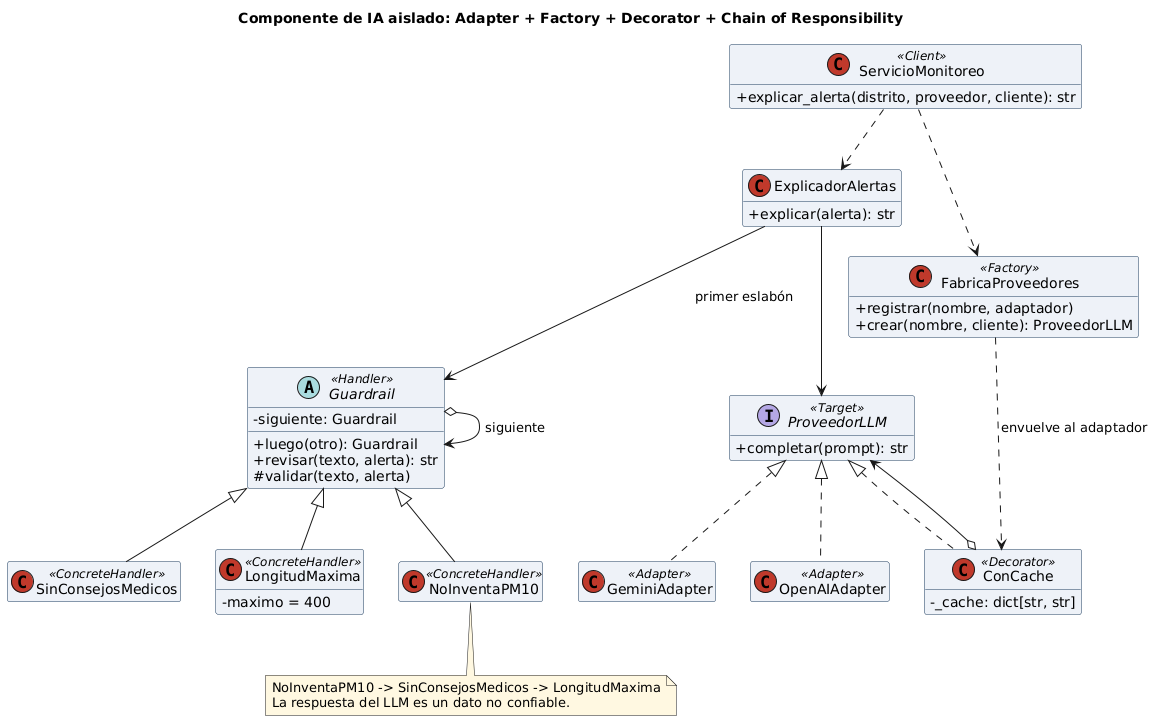 Componente de IA aislado: Adapter + Factory + Decorator + Chain of Responsibility
C
«Client»
ServicioMonitoreo
+explicar_alerta(distrito, proveedor, cliente): str
C
ExplicadorAlertas
+explicar(alerta): str
C
«Factory»
FabricaProveedores
+registrar(nombre, adaptador)
+crear(nombre, cliente): ProveedorLLM
primer eslabón
A
«Handler»
Guardrail
-siguiente: Guardrail
+luego(otro): Guardrail
+revisar(texto, alerta): str
#validar(texto, alerta)
siguiente
I
«Target»
ProveedorLLM
+completar(prompt): str
envuelve al adaptador
C
«ConcreteHandler»
SinConsejosMedicos
C
«ConcreteHandler»
LongitudMaxima
-maximo = 400
C
«ConcreteHandler»
NoInventaPM10
C
«Adapter»
GeminiAdapter
C
«Adapter»
OpenAIAdapter
C
«Decorator»
ConCache
-_cache: dict[str, str]
NoInventaPM10 -> SinConsejosMedicos -> LongitudMaxima
La respuesta del LLM es un dato no confiable.